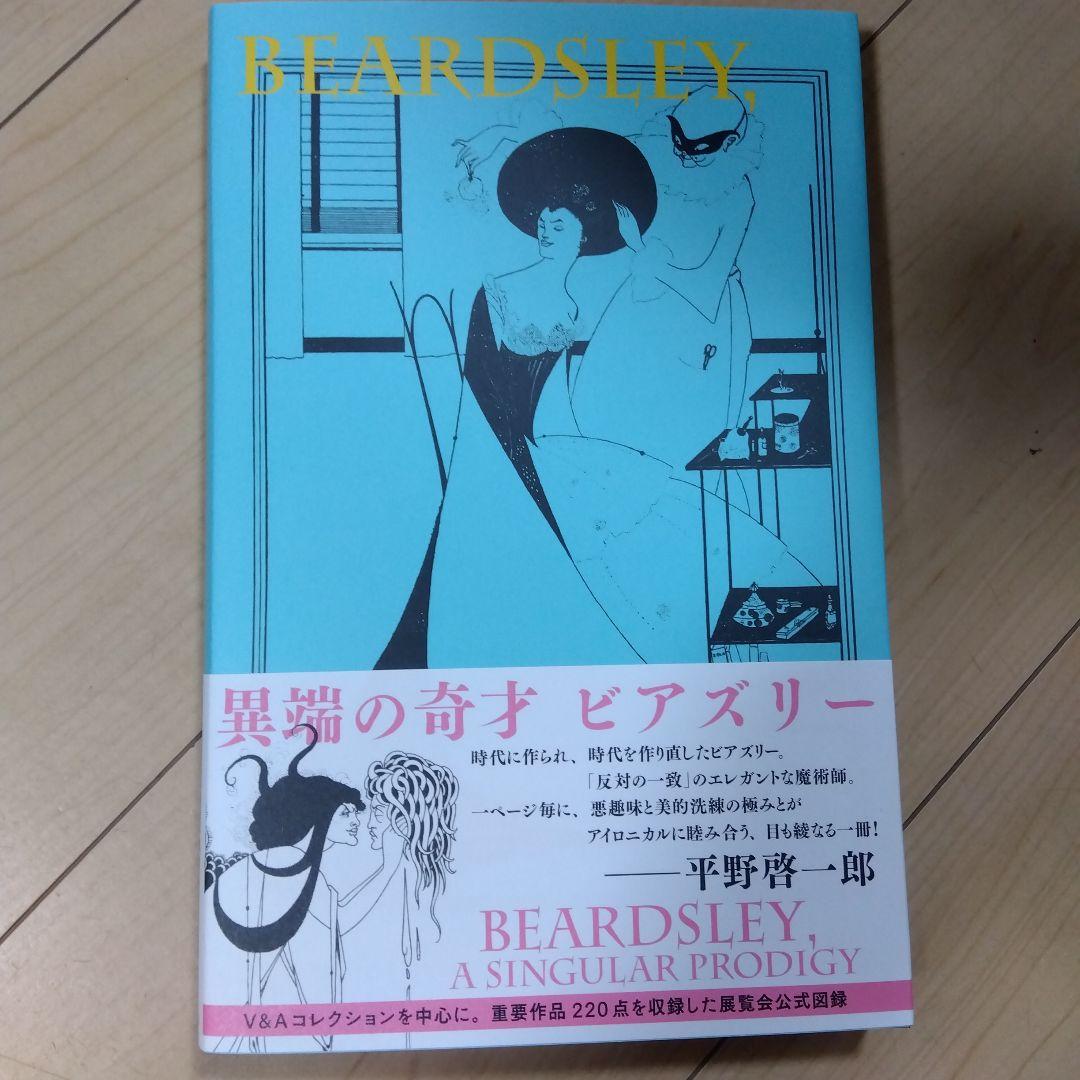 BEARDSLEY,
異端の奇才 ビアズリー
時代に作られ、時代を作り直したビアズリー。
「反対の一致」のエレガントな魔術師。
一ページ毎に、悪趣味と美的洗練の極みとが
アイロニカルに睦み合う、目も綾なる一冊!
——平野啓一郎
BEARDSLEY,
A SINGULAR PRODIGY
V&Aコレクションを中心に。重要作品220点を収録した展覧会公式図録